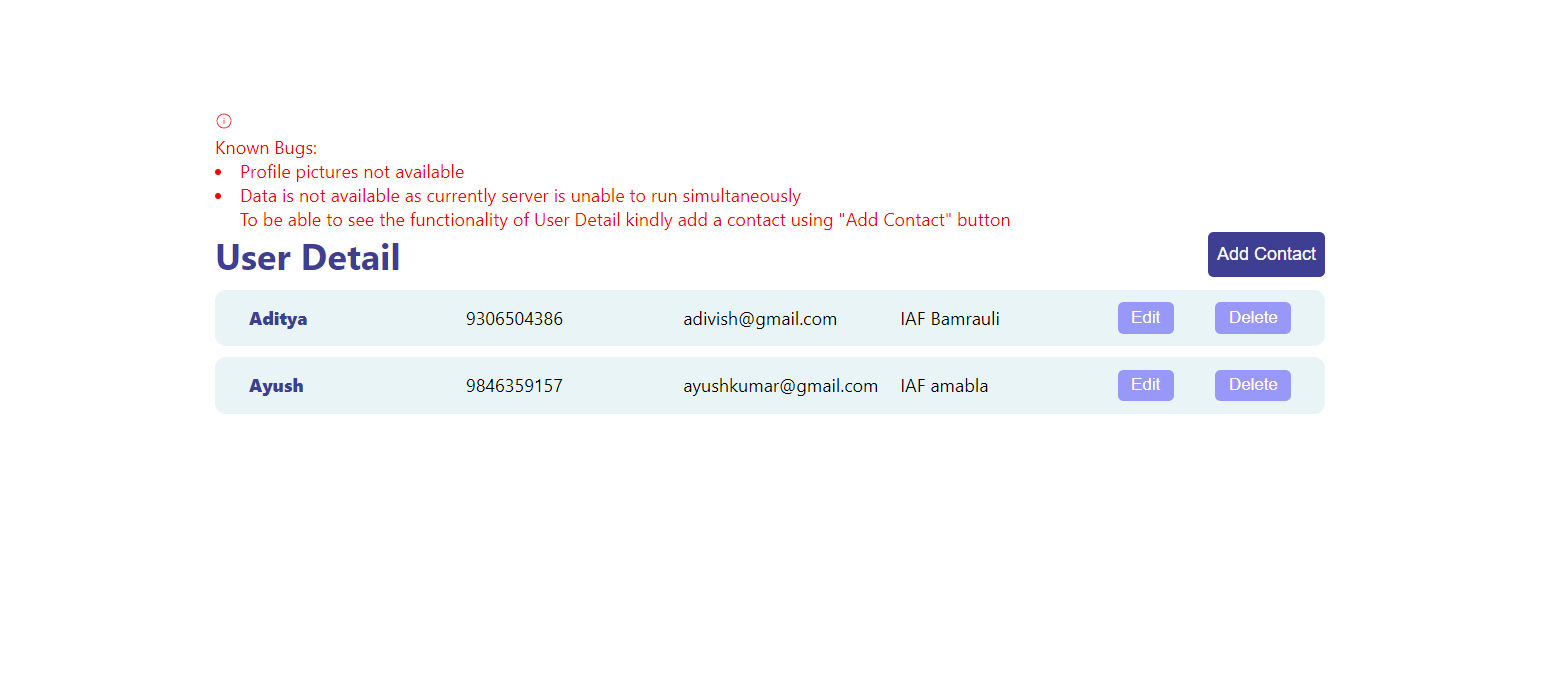 Known Bugs:
• Profile pictures not available
• Data is not available as currently server is unable to run simultaneously
To be able to see the functionality of User Detail kindly add a contact using "Add Contact" button
User Detail Add Contact
Aditya 9306504386 adivish@gmail.com IAF Bamrauli Edit Delete
Ayush 9846359157 ayushkumar@gmail.com IAF amabla Edit Delete